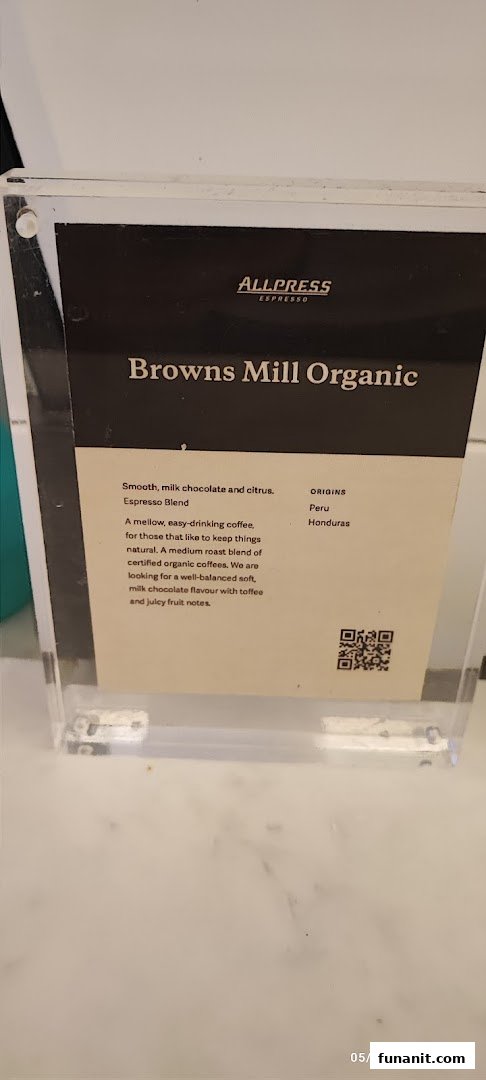 ALLPRESS
ESPRESSO
Browns Mill Organic
Smooth, milk chocolate and citrus.
Espresso Blend
A mellow, easy-drinking coffee,
for those that like to keep things
natural. A medium roast blend of
certified organic coffees. We are
looking for a well-balanced soft,
milk chocolate flavour with toffee
and juicy fruit notes.
ORIGINS
Peru
Honduras
05/
funanit.com